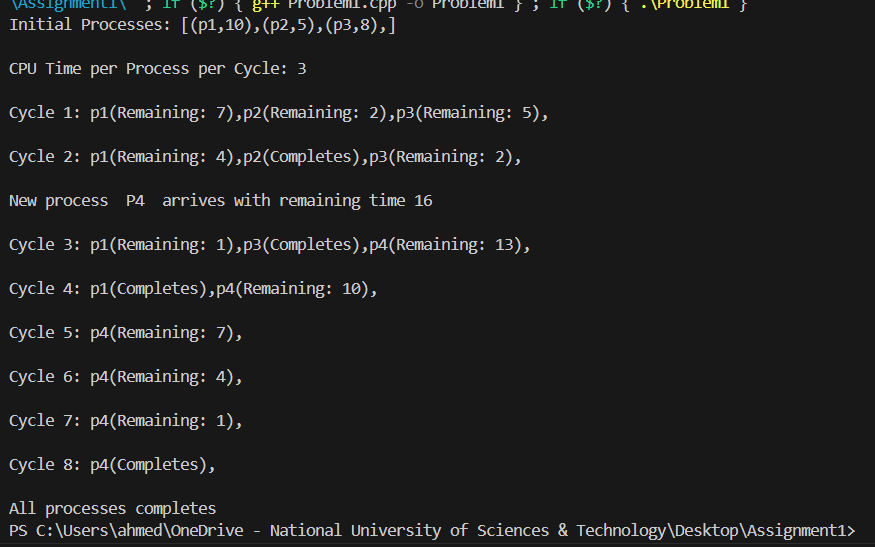 \Assignment1\" ; if ($?) { g++ Problem1.cpp -o Problem1 } ; if ($?) { .\Problem1 }
Initial Processes: [(p1,10),(p2,5),(p3,8),]
CPU Time per Process per Cycle: 3
Cycle 1: p1(Remaining: 7),p2(Remaining: 2),p3(Remaining: 5),
Cycle 2: p1(Remaining: 4),p2(Completes),p3(Remaining: 2),
New process  P4  arrives with remaining time 16
Cycle 3: p1(Remaining: 1),p3(Completes),p4(Remaining: 13),
Cycle 4: p1(Completes),p4(Remaining: 10),
Cycle 5: p4(Remaining: 7),
Cycle 6: p4(Remaining: 4),
Cycle 7: p4(Remaining: 1),
Cycle 8: p4(Completes),
All processes completes
PS C:\Users\ahmed\OneDrive - National University of Sciences & Technology\Desktop\Assignment1>